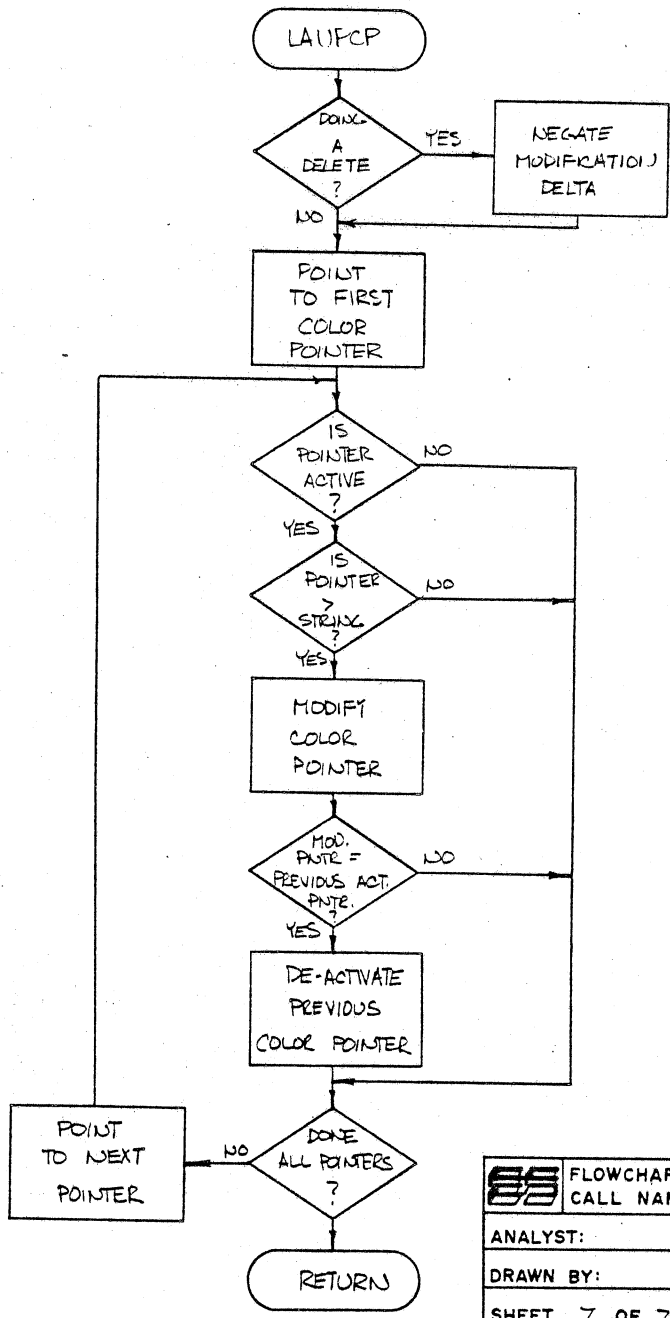 LAUFCP
DOING
A
DELETE
?
YES
NEGATE
MODIFICATION
DELTA
NO
POINT
TO FIRST
COLOR
POINTER
IS
POINTER
ACTIVE
?
NO
YES
IS
POINTER
>
STRING
?
NO
YES
MODIFY
COLOR
POINTER
MOD.
PNTR =
PREVIOUS ACT.
PNTR.
?
NO
YES
DE-ACTIVATE
PREVIOUS
COLOR POINTER
DONE
ALL POINTERS
?
NO
POINT
TO NEXT
POINTER
RETURN
FLOWCHAR
CALL NAM
ANALYST:
DRAWN BY:
SHEET 7 OF 7